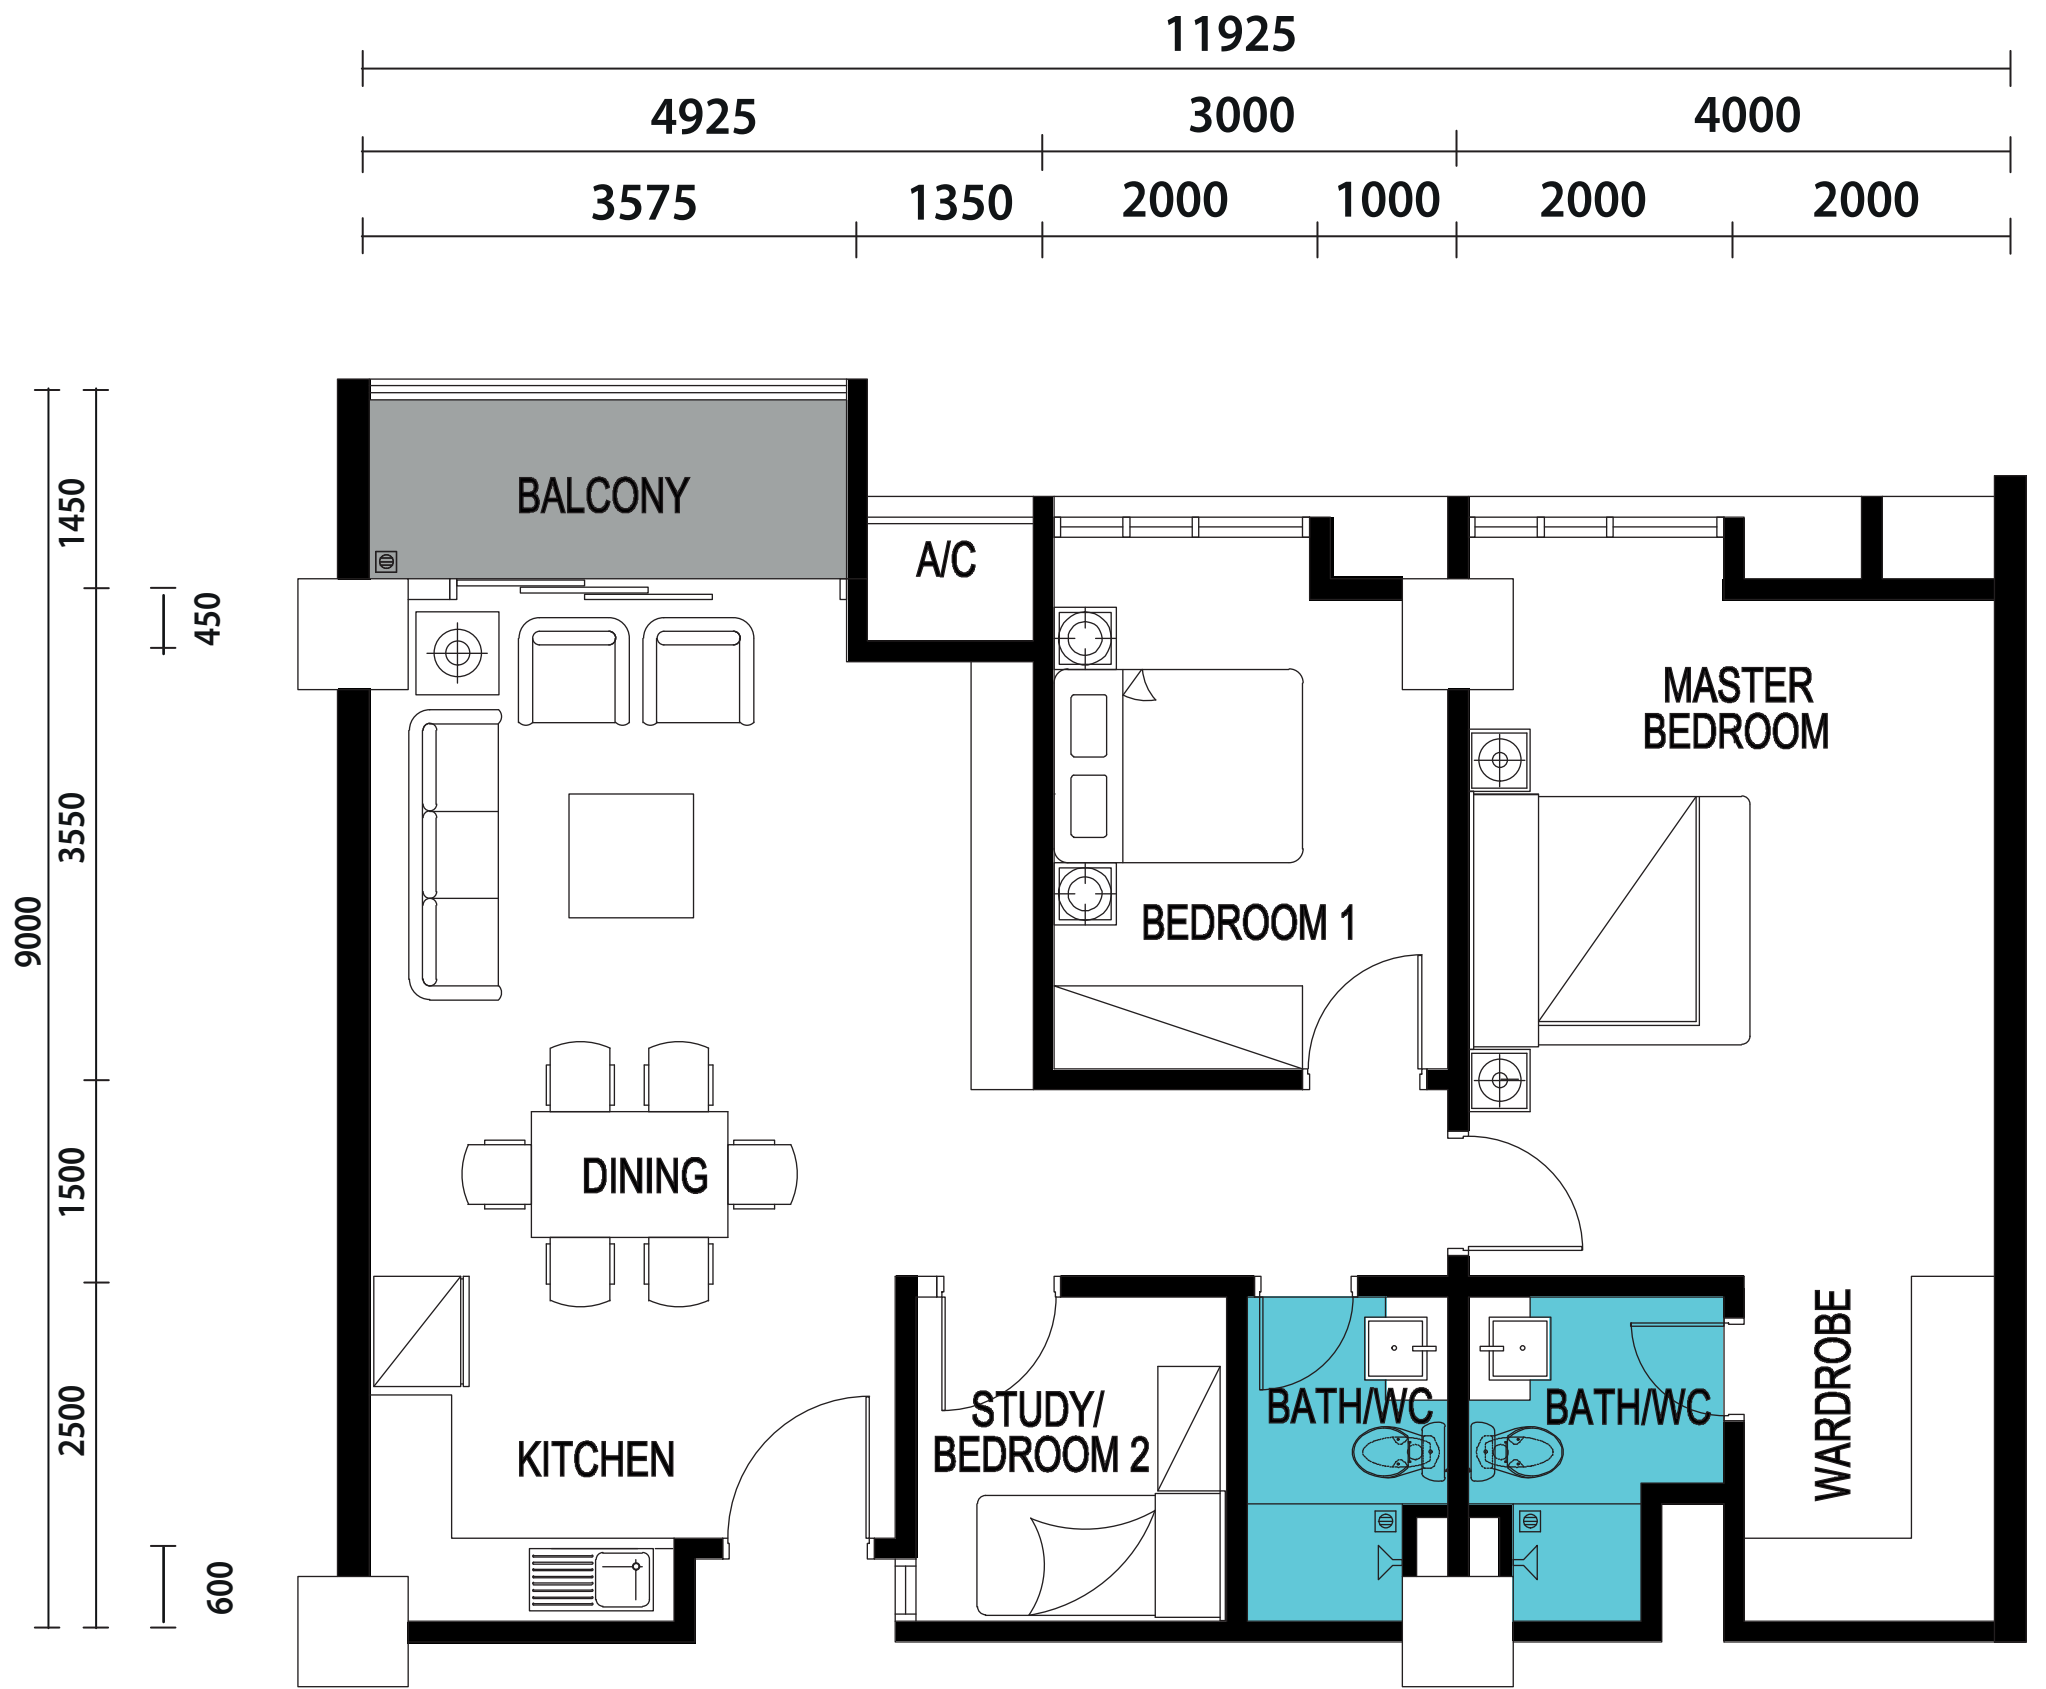 11925
4925 3000 4000
3575 1350 2000 1000 2000 2000
BALCONY
1450
A/C
450
MASTER
BEDROOM
3550
9000
BEDROOM 1
DINING
1500
WARDROBE
STUDY/
BEDROOM 2
BATH/WC
BATH/WC
2500
KITCHEN
600